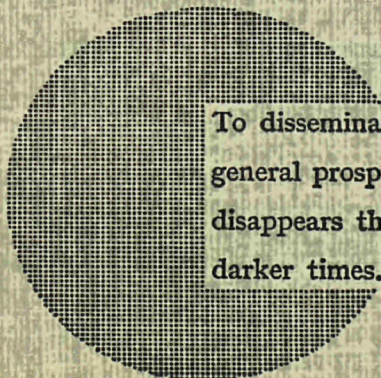 To dissemina
general prosp
disappears th
darker times.